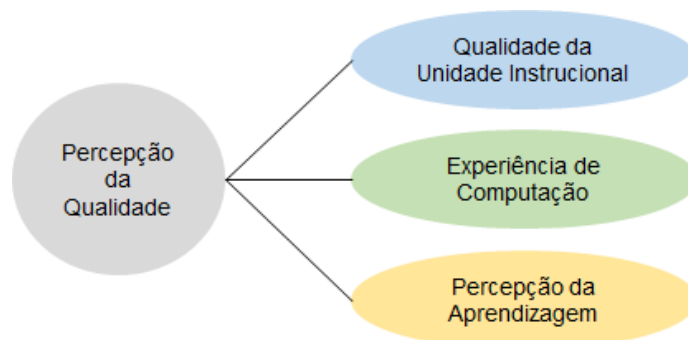 Percepção
da
Qualidade
Qualidade da
Unidade Instrucional
Experiência de
Computação
Percepção da
Aprendizagem